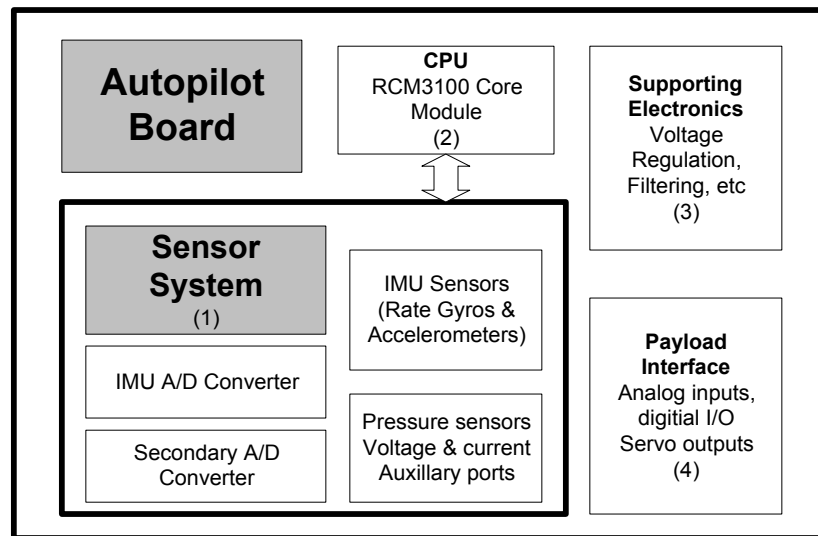 Autopilot
Board
CPU
RCM3100 Core
Module
(2)
Supporting
Electronics
Voltage
Regulation,
Filtering, etc
(3)
Sensor
System
(1)
IMU A/D Converter
Secondary A/D
Converter
IMU Sensors
(Rate Gyros &
Accelerometers)
Pressure sensors
Voltage & current
Auxillary ports
Payload
Interface
Analog inputs,
digitial I/O
Servo outputs
(4)